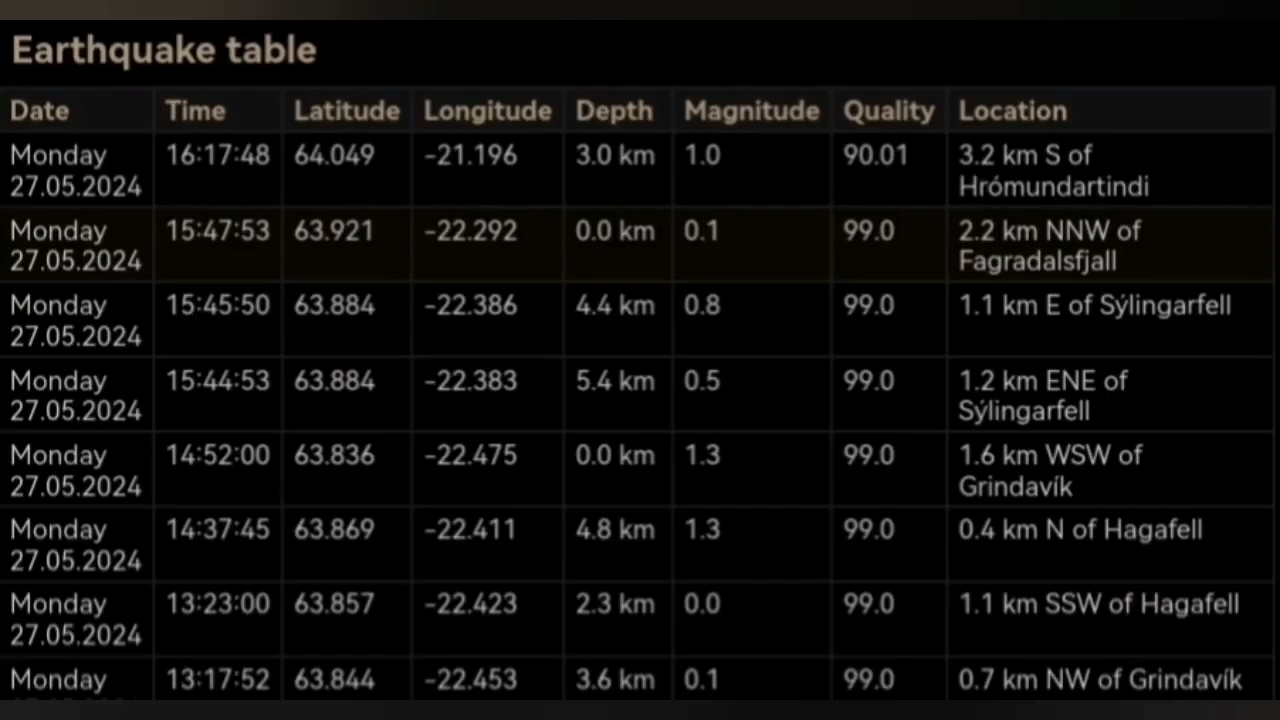 Earthquake table
Date Time Latitude Longitude Depth Magnitude Quality Location
Monday 16:17:48 64.049 -21.196 3.0 km 1.0 90.01 3.2 km S of
27.05.2024 Hrómundartindi
Monday 15:47:53 63.921 -22.292 0.0 km 0.1 99.0 2.2 km NNW of
27.05.2024 Fagradalsfjall
Monday 15:45:50 63.884 -22.386 4.4 km 0.8 99.0 1.1 km E of Sýlingarfell
27.05.2024
Monday 15:44:53 63.884 -22.383 5.4 km 0.5 99.0 1.2 km ENE of
27.05.2024 Sýlingarfell
Monday 14:52:00 63.836 -22.475 0.0 km 1.3 99.0 1.6 km WSW of
27.05.2024 Grindavík
Monday 14:37:45 63.869 -22.411 4.8 km 1.3 99.0 0.4 km N of Hagafell
27.05.2024
Monday 13:23:00 63.857 -22.423 2.3 km 0.0 99.0 1.1 km SSW of Hagafell
27.05.2024
Monday 13:17:52 63.844 -22.453 3.6 km 0.1 99.0 0.7 km NW of Grindavík